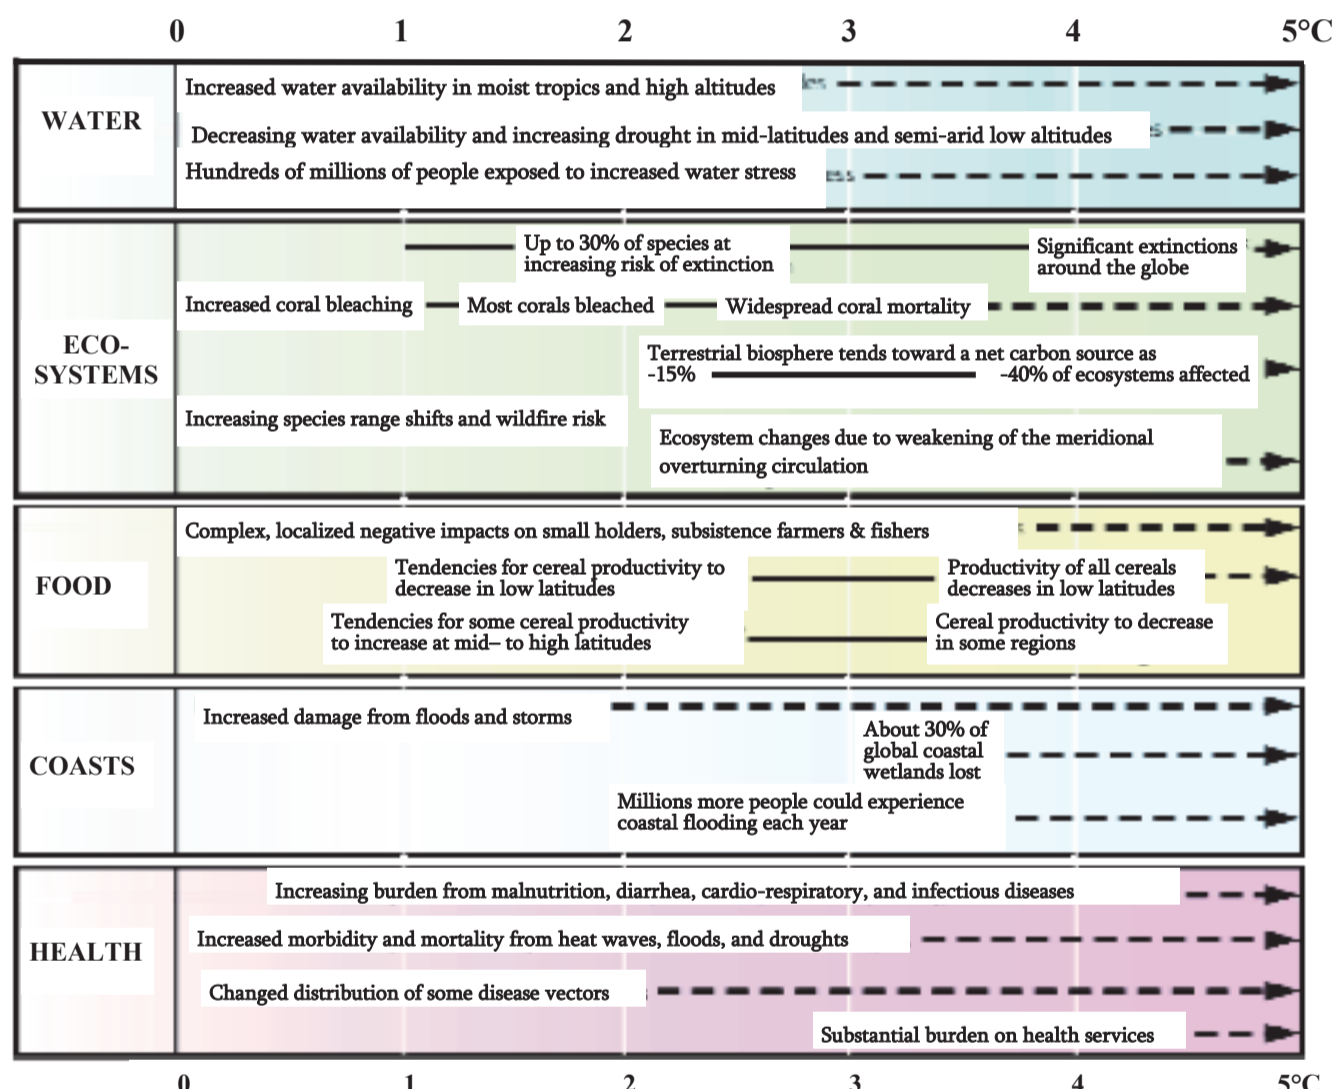 0 1 2 3 4 5°C
WATER
Increased water availability in moist tropics and high altitudes
Decreasing water availability and increasing drought in mid-latitudes and semi-arid low altitudes
Hundreds of millions of people exposed to increased water stress
ECO-
SYSTEMS
Up to 30% of species at
increasing risk of extinction
Significant extinctions
around the globe
Increased coral bleaching
Most corals bleached
Widespread coral mortality
Terrestrial biosphere tends toward a net carbon source as
-15% -40% of ecosystems affected
Increasing species range shifts and wildfire risk
Ecosystem changes due to weakening of the meridional
overturning circulation
FOOD
Complex, localized negative impacts on small holders, subsistence farmers & fishers
Tendencies for cereal productivity to
decrease in low latitudes
Productivity of all cereals
decreases in low latitudes
Tendencies for some cereal productivity
to increase at mid– to high latitudes
Cereal productivity to decrease
in some regions
COASTS
Increased damage from floods and storms
About 30% of
global coastal
wetlands lost
Millions more people could experience
coastal flooding each year
HEALTH
Increasing burden from malnutrition, diarrhea, cardio-respiratory, and infectious diseases
Increased morbidity and mortality from heat waves, floods, and droughts
Changed distribution of some disease vectors
Substantial burden on health services
0 1 2 3 4 5°C